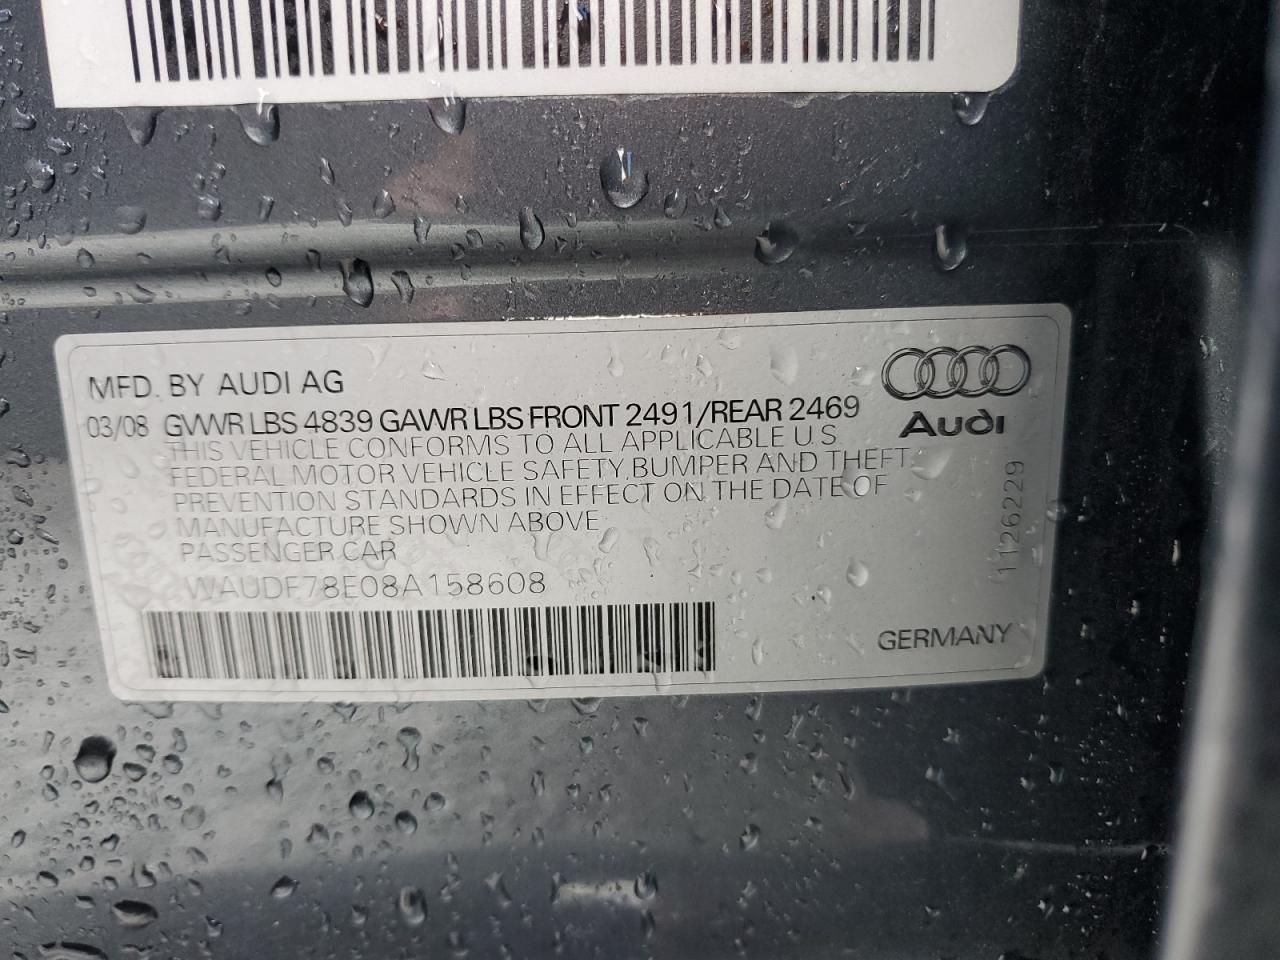 MFD. BY AUDI AG
03/08 GVWR LBS 4839 GAWR LBS FRONT 2491/REAR 2469
Audi
THIS VEHICLE CONFORMS TO ALL APPLICABLE U.S.
FEDERAL MOTOR VEHICLE SAFETY, BUMPER AND THEFT
PREVENTION STANDARDS IN EFFECT ON THE DATE OF
MANUFACTURE SHOWN ABOVE.
PASSENGER CAR
WAUDF78E08A158608
1126229
GERMANY